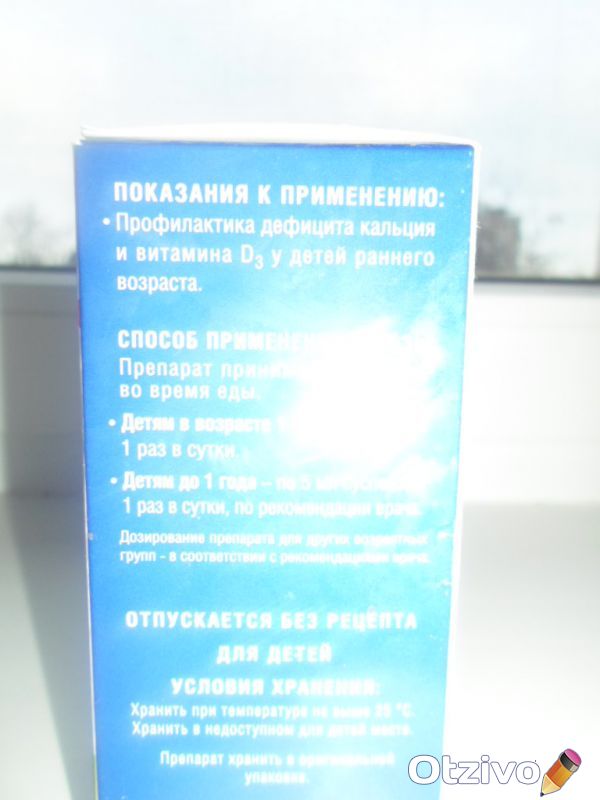 ПОКАЗАНИЯ К ПРИМЕНЕНИЮ:
• Профилактика дефицита кальция
и витамина D₃ у детей раннего
возраста.
СПОСОБ ПРИМЕНЕНИЯ
Препарат
во время еды.
• Детям в возрасте
1 раз в сутки.
• Детям до 1 года – по 5 мл
1 раз в сутки, по рекомендации врача.
Дозирование препарата для других возрастных
групп - в соответствии с рекомендациями врача.
ОТПУСКАЕТСЯ БЕЗ РЕЦЕПТА
ДЛЯ ДЕТЕЙ
УСЛОВИЯ ХРАНЕНИЯ:
Хранить при температуре не выше 25 °C.
Хранить в недоступном для детей месте.
Препарат хранить в оригинальной
упаковке.
Otzivo